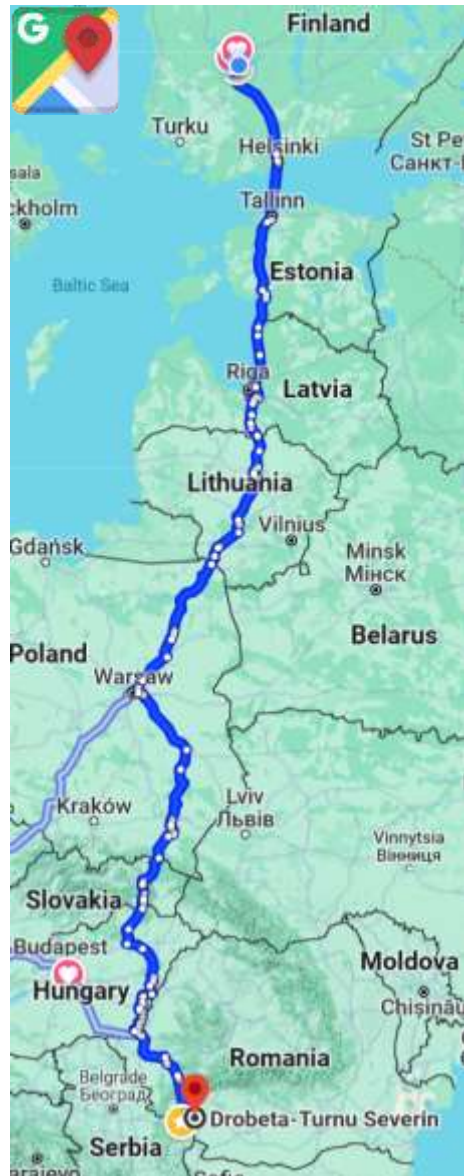 G
Finland
Turku
Helsinki
St Pe
Санкт-
sala
ckholm
Tallinn
Estonia
Baltic Sea
Riga
Latvia
Lithuania
Vilnius
Gdańsk
Minsk
Мінск
Belarus
Poland
Warsaw
Lviv
Львів
Kraków
Vinnytsia
Вінниця
Slovakia
Budapest
Moldova
Hungary
Chișinău
Romania
Belgrade
Београд
Drobeta-Turnu Severin
Serbia